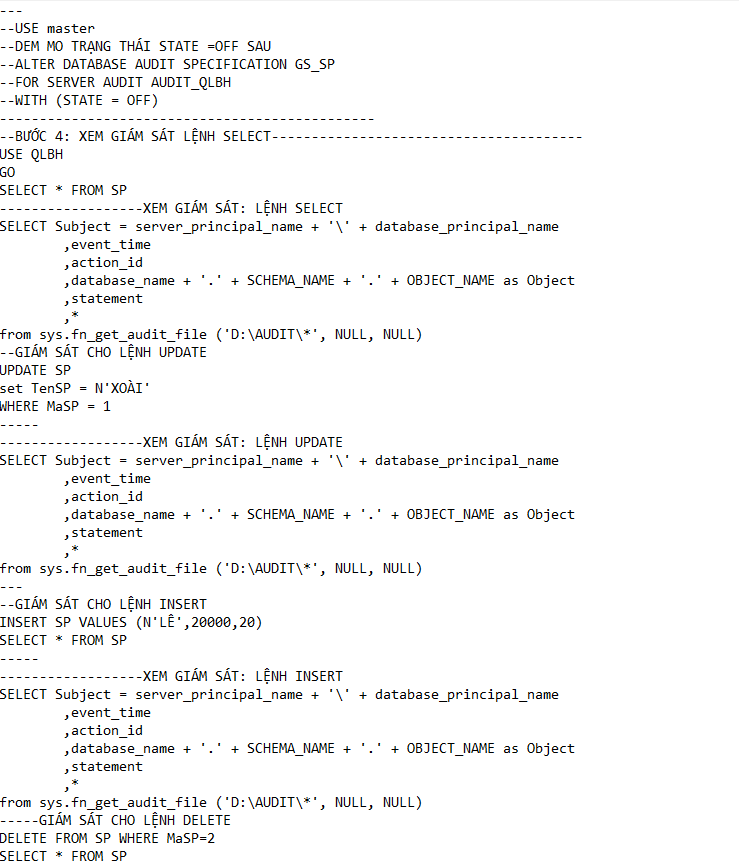 ---
--USE master
--DEM MO TRẠNG THÁI STATE =OFF SAU
--ALTER DATABASE AUDIT SPECIFICATION GS_SP
--FOR SERVER AUDIT AUDIT_QLBH
--WITH (STATE = OFF)
-----------------------------------------------
--BƯỚC 4: XEM GIÁM SÁT LỆNH SELECT---------------------------------------
USE QLBH
GO
SELECT * FROM SP
------------------XEM GIÁM SÁT: LỆNH SELECT
SELECT Subject = server_principal_name + '\' + database_principal_name
,event_time
,action_id
,database_name + '.' + SCHEMA_NAME + '.' + OBJECT_NAME as Object
,statement
,*
from sys.fn_get_audit_file ('D:\AUDIT\*', NULL, NULL)
--GIÁM SÁT CHO LỆNH UPDATE
UPDATE SP
set TenSP = N'XOÀI'
WHERE MaSP = 1
-----
------------------XEM GIÁM SÁT: LỆNH UPDATE
SELECT Subject = server_principal_name + '\' + database_principal_name
,event_time
,action_id
,database_name + '.' + SCHEMA_NAME + '.' + OBJECT_NAME as Object
,statement
,*
from sys.fn_get_audit_file ('D:\AUDIT\*', NULL, NULL)
---
--GIÁM SÁT CHO LỆNH INSERT
INSERT SP VALUES (N'LÊ',20000,20)
SELECT * FROM SP
-----
------------------XEM GIÁM SÁT: LỆNH INSERT
SELECT Subject = server_principal_name + '\' + database_principal_name
,event_time
,action_id
,database_name + '.' + SCHEMA_NAME + '.' + OBJECT_NAME as Object
,statement
,*
from sys.fn_get_audit_file ('D:\AUDIT\*', NULL, NULL)
-----GIÁM SÁT CHO LỆNH DELETE
DELETE FROM SP WHERE MaSP=2
SELECT * FROM SP